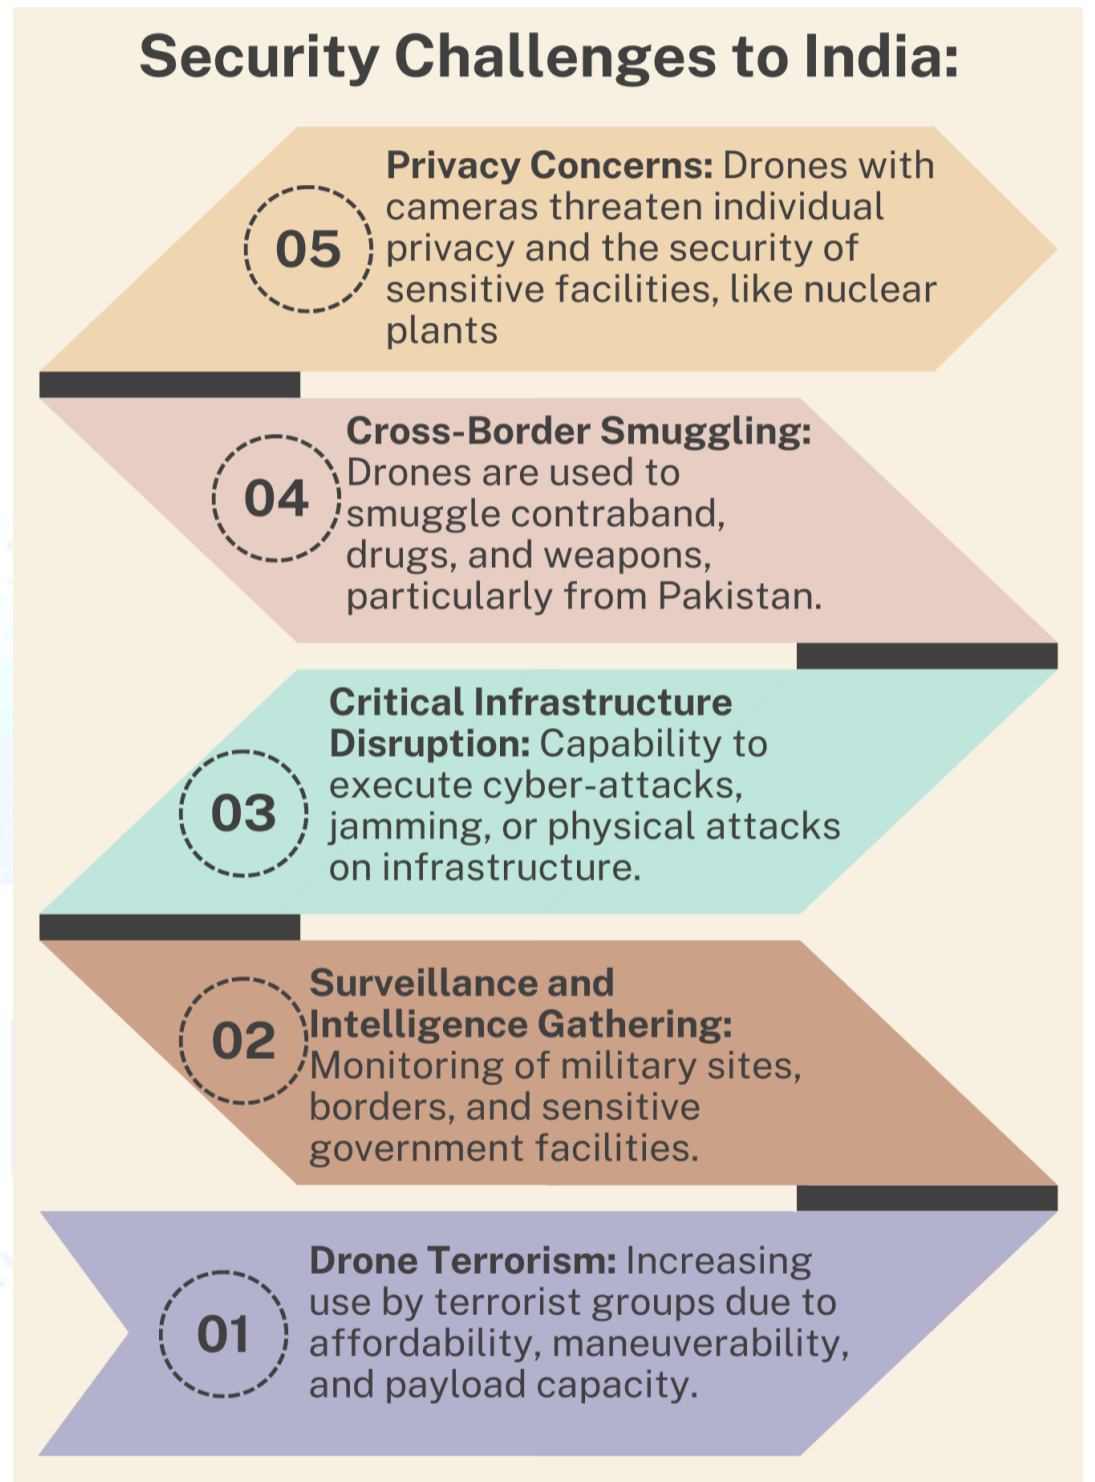 Security Challenges to India:
05
Privacy Concerns: Drones with
cameras threaten individual
privacy and the security of
sensitive facilities, like nuclear
plants
04
Cross-Border Smuggling:
Drones are used to
smuggle contraband,
drugs, and weapons,
particularly from Pakistan.
03
Critical Infrastructure
Disruption: Capability to
execute cyber-attacks,
jamming, or physical attacks
on infrastructure.
02
Surveillance and
Intelligence Gathering:
Monitoring of military sites,
borders, and sensitive
government facilities.
01
Drone Terrorism: Increasing
use by terrorist groups due to
affordability, maneuverability,
and payload capacity.